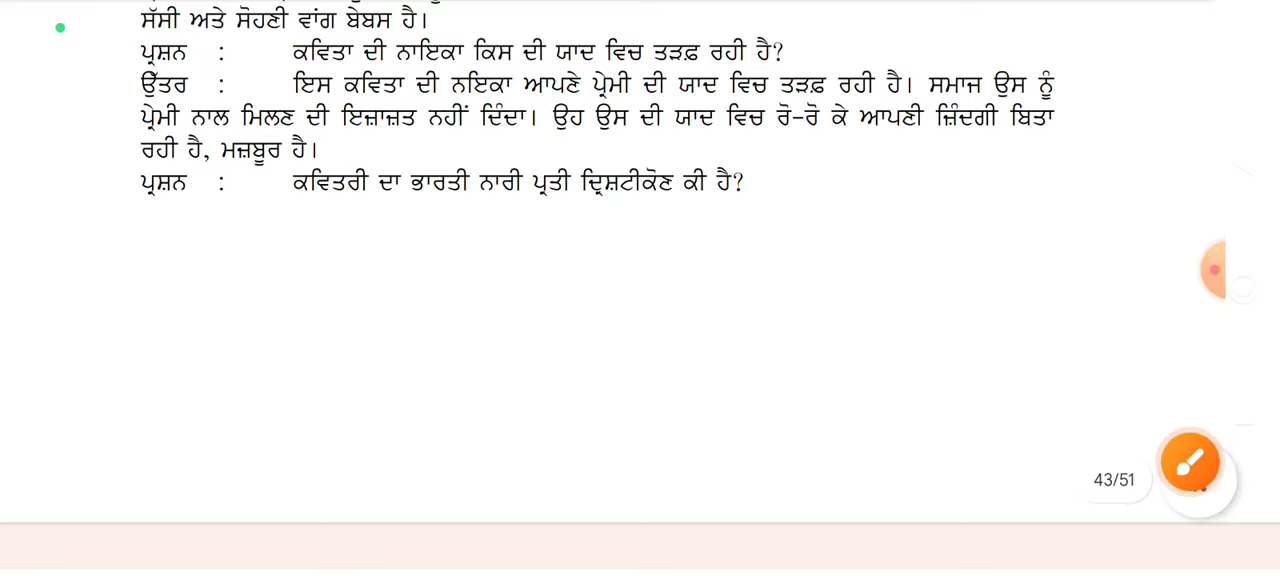 ਸੱਸੀ ਅਤੇ ਸੋਹਣੀ ਵਾਂਗ ਬੇਬਸ ਹੈ।
ਪ੍ਰਸ਼ਨ : ਕਵਿਤਾ ਦੀ ਨਾਇਕਾ ਕਿਸ ਦੀ ਯਾਦ ਵਿਚ ਤੜਫ਼ ਰਹੀ ਹੈ?
ਉੱਤਰ : ਇਸ ਕਵਿਤਾ ਦੀ ਨਇਕਾ ਆਪਣੇ ਪ੍ਰੇਮੀ ਦੀ ਯਾਦ ਵਿਚ ਤੜਫ਼ ਰਹੀ ਹੈ। ਸਮਾਜ ਉਸ ਨੂੰ
ਪ੍ਰੇਮੀ ਨਾਲ ਮਿਲਣ ਦੀ ਇਜ਼ਾਜ਼ਤ ਨਹੀਂ ਦਿੰਦਾ। ਉਹ ਉਸ ਦੀ ਯਾਦ ਵਿਚ ਰੋ-ਰੋ ਕੇ ਆਪਣੀ ਜ਼ਿੰਦਗੀ ਬਿਤਾ
ਰਹੀ ਹੈ, ਮਜ਼ਬੂਰ ਹੈ।
ਪ੍ਰਸ਼ਨ : ਕਵਿਤਰੀ ਦਾ ਭਾਰਤੀ ਨਾਰੀ ਪ੍ਰਤੀ ਦ੍ਰਿਸ਼ਟੀਕੋਣ ਕੀ ਹੈ?
43/51